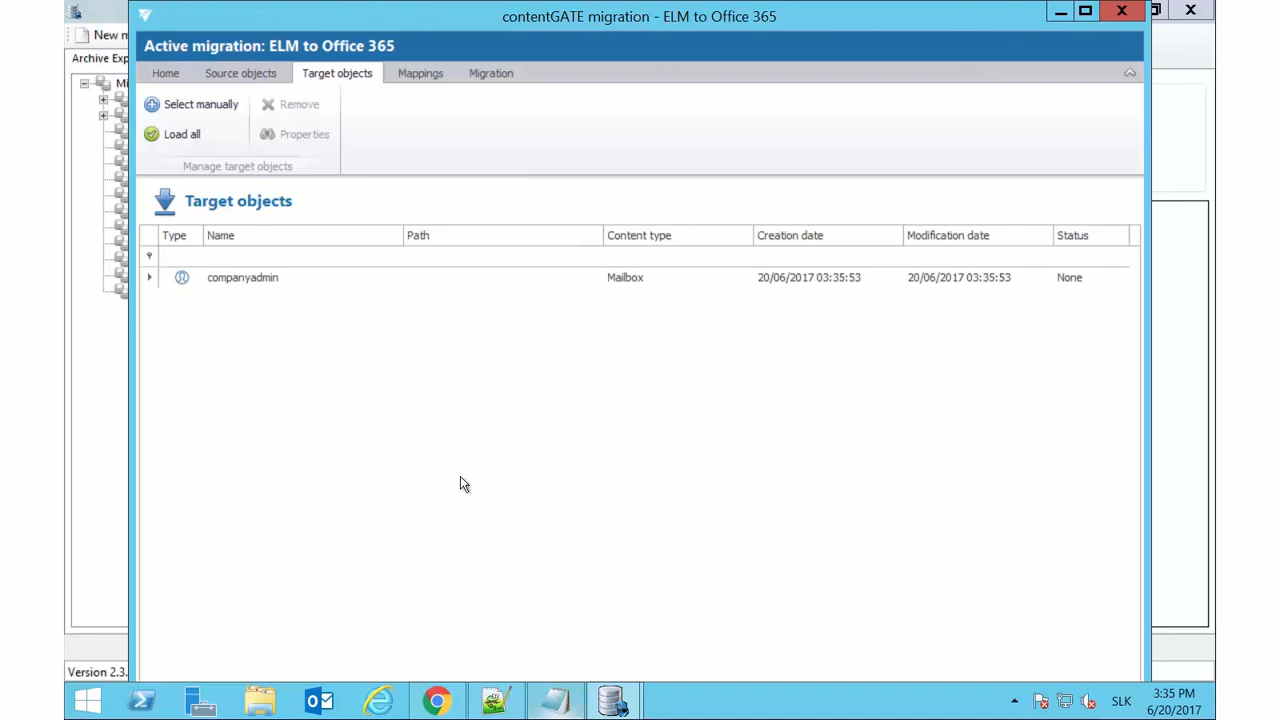 contentGATE migration - ELM to Office 365
New m
Archive Exp
Mi
Active migration: ELM to Office 365
Home Source objects Target objects Mappings Migration
Select manually Remove
Load all Properties
Manage target objects
Target objects
Type Name Path Content type Creation date Modification date Status
companyadmin Mailbox 20/06/2017 03:35:53 20/06/2017 03:35:53 None
Version 2.3.
SLK
3:35 PM
6/20/2017